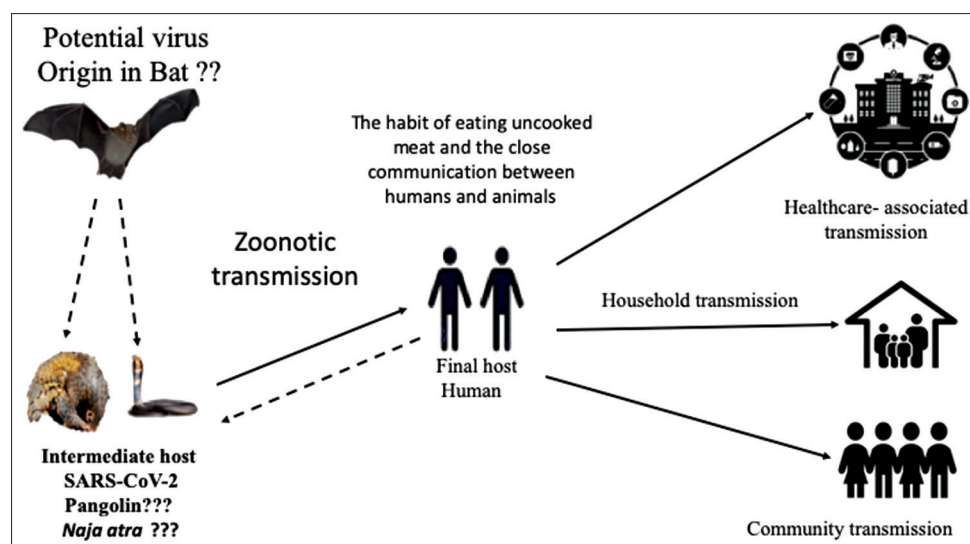 Potential virus
Origin in Bat ??
The habit of eating uncooked
meat and the close
communication between
humans and animals
Zoonotic
transmission
Healthcare- associated
transmission
Household transmission
Final host
Human
Intermediate host
SARS-CoV-2
Pangolin???
Naja atra ???
Community transmission